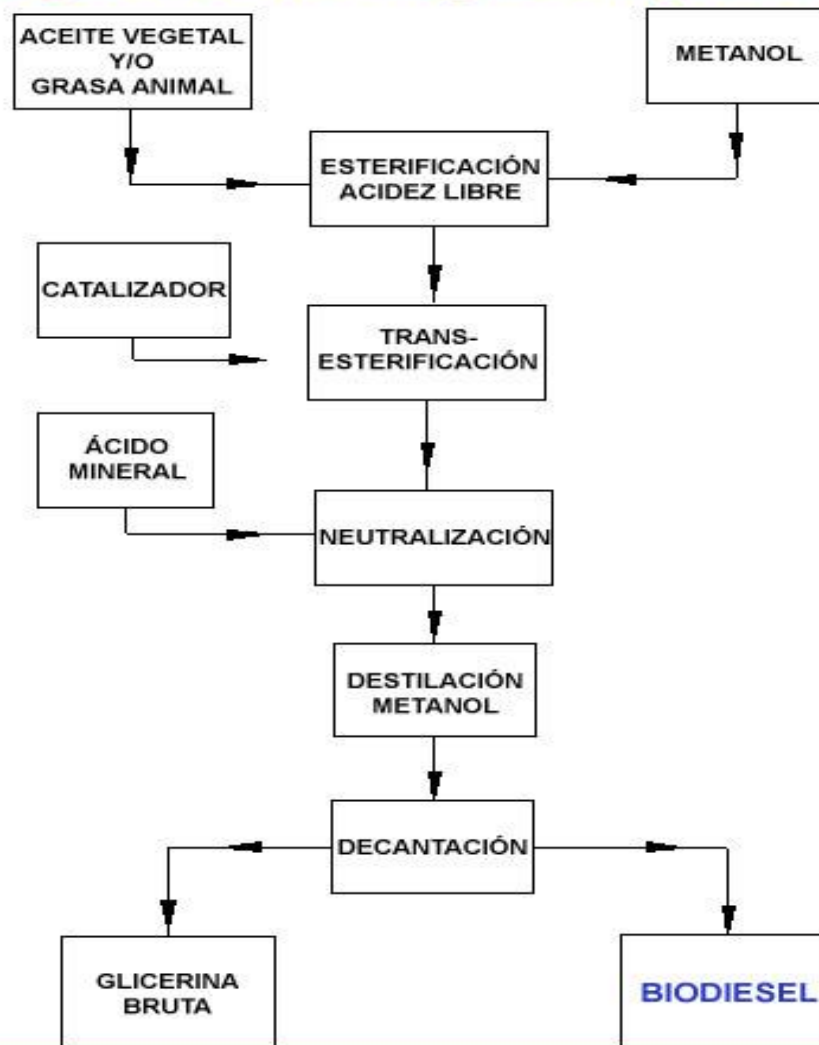 ACEITE VEGETAL
Y/O
GRASA ANIMAL
METANOL
ESTERIFICACIÓN
ACIDEZ LIBRE
CATALIZADOR
TRANS-
ESTERIFICACIÓN
ÁCIDO
MINERAL
NEUTRALIZACIÓN
DESTILACIÓN
METANOL
DECANTACIÓN
GLICERINA
BRUTA
BIODIESEL